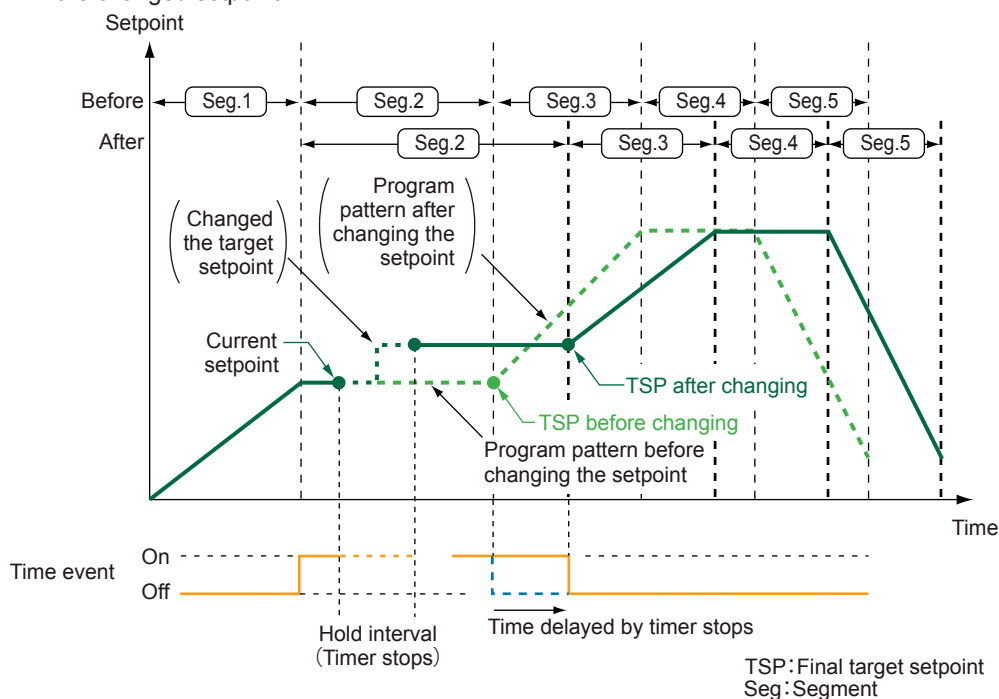 Setpoint
Before
Seg.1
Seg.2
Seg.3
Seg.4
Seg.5
After
Seg.2
Seg.3
Seg.4
Seg.5
Changed
the target
setpoint
Program
pattern after
changing the
setpoint
Current
setpoint
TSP after changing
TSP before changing
Program pattern before
changing the setpoint
Time
Time event
On
Off
Hold interval
(Timer stops)
Time delayed by timer stops
TSP:Final target setpoint
Seg:Segment